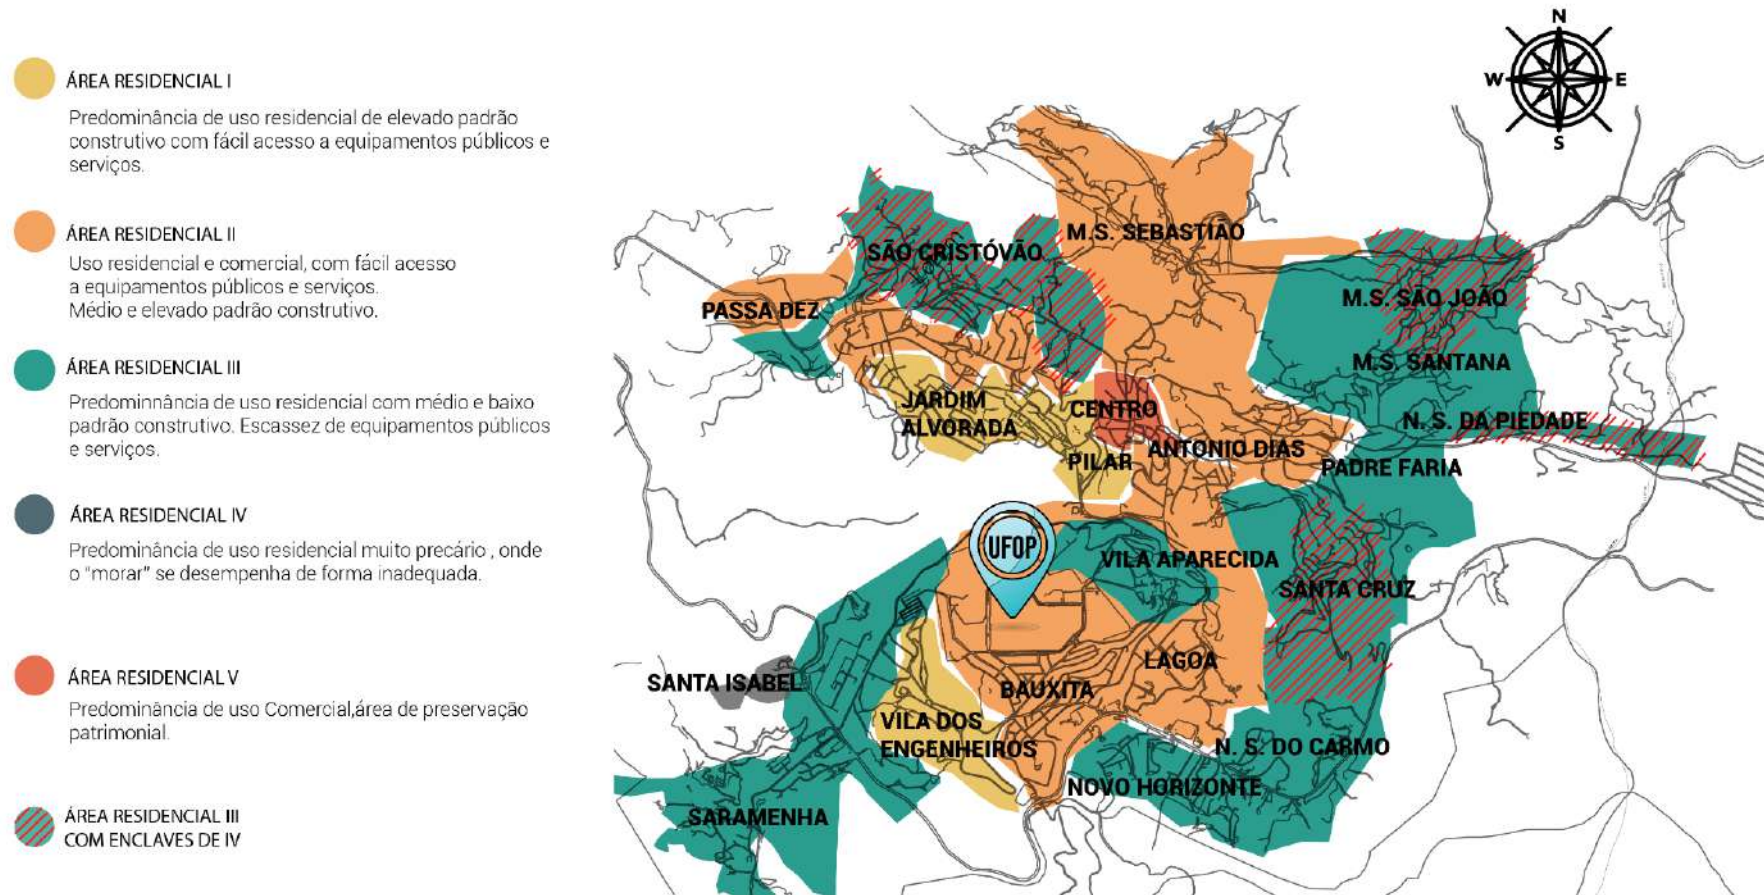 ÁREA RESIDENCIAL I
Predominância de uso residencial de elevado padrão
construtivo com fácil acesso a equipamentos públicos e
serviços.
ÁREA RESIDENCIAL II
Uso residencial e comercial, com fácil acesso
a equipamentos públicos e serviços.
Médio e elevado padrão construtivo.
ÁREA RESIDENCIAL III
Predominnância de uso residencial com médio e baixo
padrão construtivo. Escassez de equipamentos públicos
e serviços.
ÁREA RESIDENCIAL IV
Predominância de uso residencial muito precário , onde
o "morar" se desempenha de forma inadequada.
ÁREA RESIDENCIAL V
Predominância de uso Comercial,área de preservação
patrimonial.
ÁREA RESIDENCIAL III
COM ENCLAVES DE IV
N
W
E
S
M.S. SEBASTIÃO
SÃO CRISTÓVÃO
M.S. SÃO JOÃO
PASSA DEZ
M.S. SANTANA
JARDIM
ALVORADA
CENTRO
N. S. DA PIEDADE
ANTONIO DIAS
PILAR
PADRE FARIA
UFOP
VILA APARECIDA
SANTA CRUZ
LAGOA
SANTA ISABEL
BAUXITA
VILA DOS
ENGENHEIROS
N. S. DO CARMO
NOVO HORIZONTE
SARAMENHA